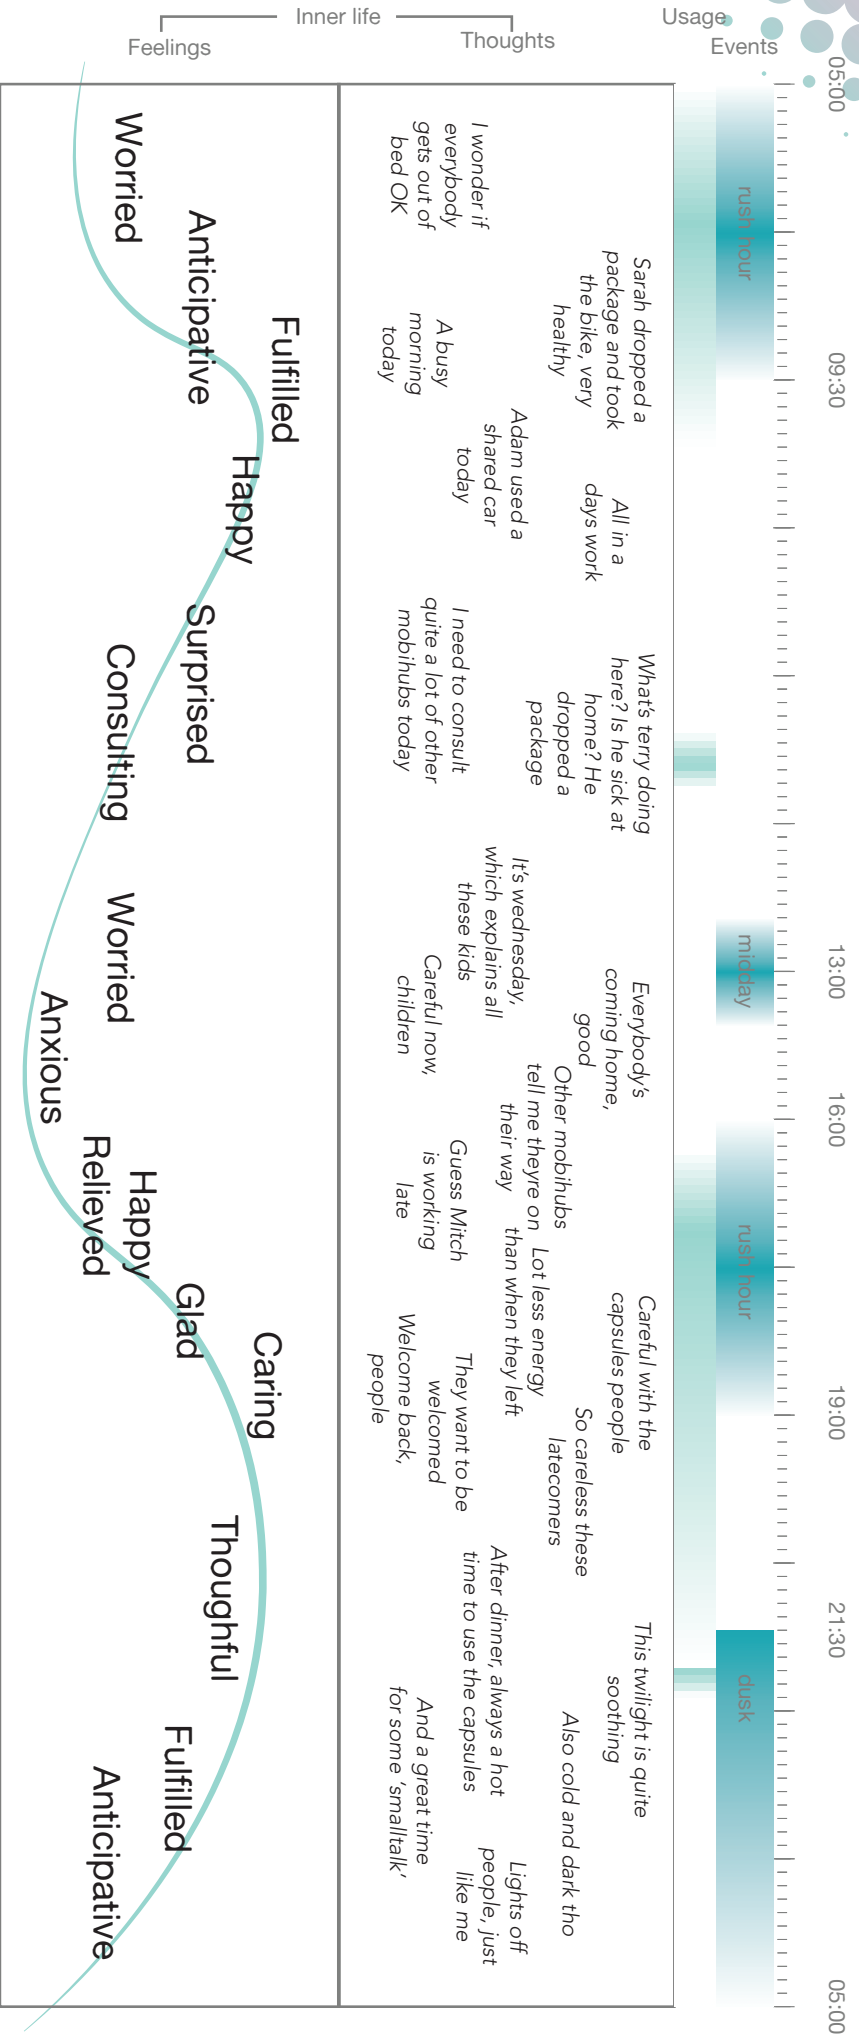 Inner life
Usage
Feelings
Thoughts
Events
05:00
09:30
13:00
16:00
19:00
21:30
05:00
rush hour
midday
rush hour
dusk
I wonder if
everybody
gets out of
bed OK
Sarah dropped a
package and took
the bike, very
healthy
A busy
morning
today
Adam used a
shared car
today
All in a
days work
I need to consult
quite a lot of other
mobihubs today
What's terry doing
here? Is he sick at
home? He
dropped a
package
It's wednesday,
which explains all
these kids
Careful now,
children
Everybody's
coming home,
good
Other mobihubs
tell me theyre on
their way
Guess Mitch
is working
late
Lot less energy
than when they left
Careful with the
capsules people
They want to be
welcomed
Welcome back,
people
So careless these
latecomers
After dinner, always a hot
time to use the capsules
This twilight is quite
soothing
And a great time
for some 'smalltalk'
Also cold and dark tho
Lights off
people, just
like me
Worried
Anticipative
Fulfilled
Happy
Surprised
Consulting
Worried
Anxious
Relieved
Happy
Glad
Caring
Thoughful
Fulfilled
Anticipative